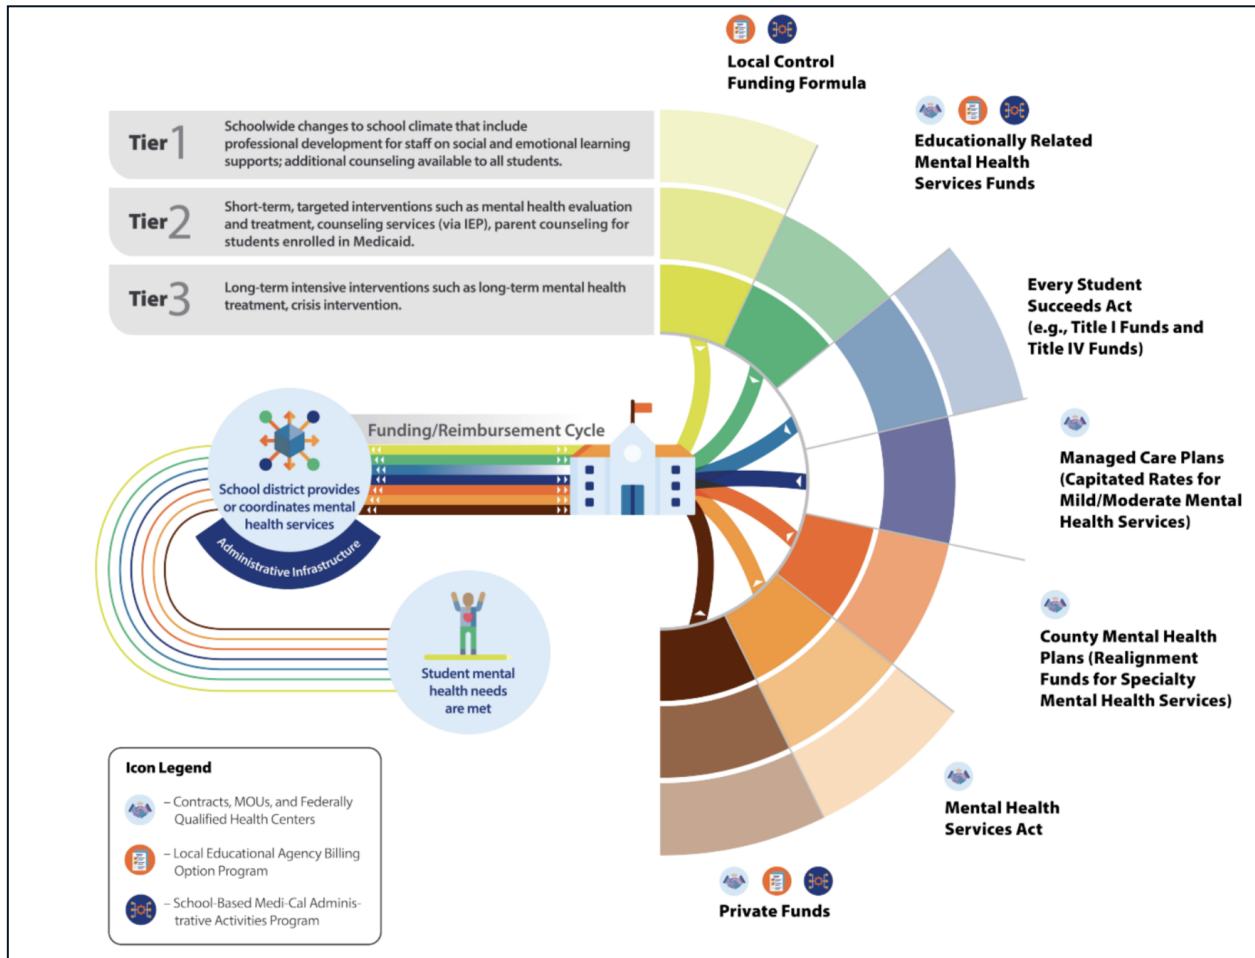 Local Control
Funding Formula
Educationally Related
Mental Health
Services Funds
Tier 1
Schoolwide changes to school climate that include
professional development for staff on social and emotional learning
supports; additional counseling available to all students.
Tier 2
Short-term, targeted interventions such as mental health evaluation
and treatment, counseling services (via IEP), parent counseling for
students enrolled in Medicaid.
Tier 3
Long-term intensive interventions such as long-term mental health
treatment, crisis intervention.
Every Student
Succeeds Act
(e.g., Title I Funds and
Title IV Funds)
Funding/Reimbursement Cycle
School district provides
or coordinates mental
health services
Administrative Infrastructure
Managed Care Plans
(Capitated Rates for
Mild/Moderate Mental
Health Services)
Student mental
health needs
are met
County Mental Health
Plans (Realignment
Funds for Specialty
Mental Health Services)
Mental Health
Services Act
Private Funds
Icon Legend
– Contracts, MOUs, and Federally
Qualified Health Centers
– Local Educational Agency Billing
Option Program
– School-Based Medi-Cal Adminis-
trative Activities Program